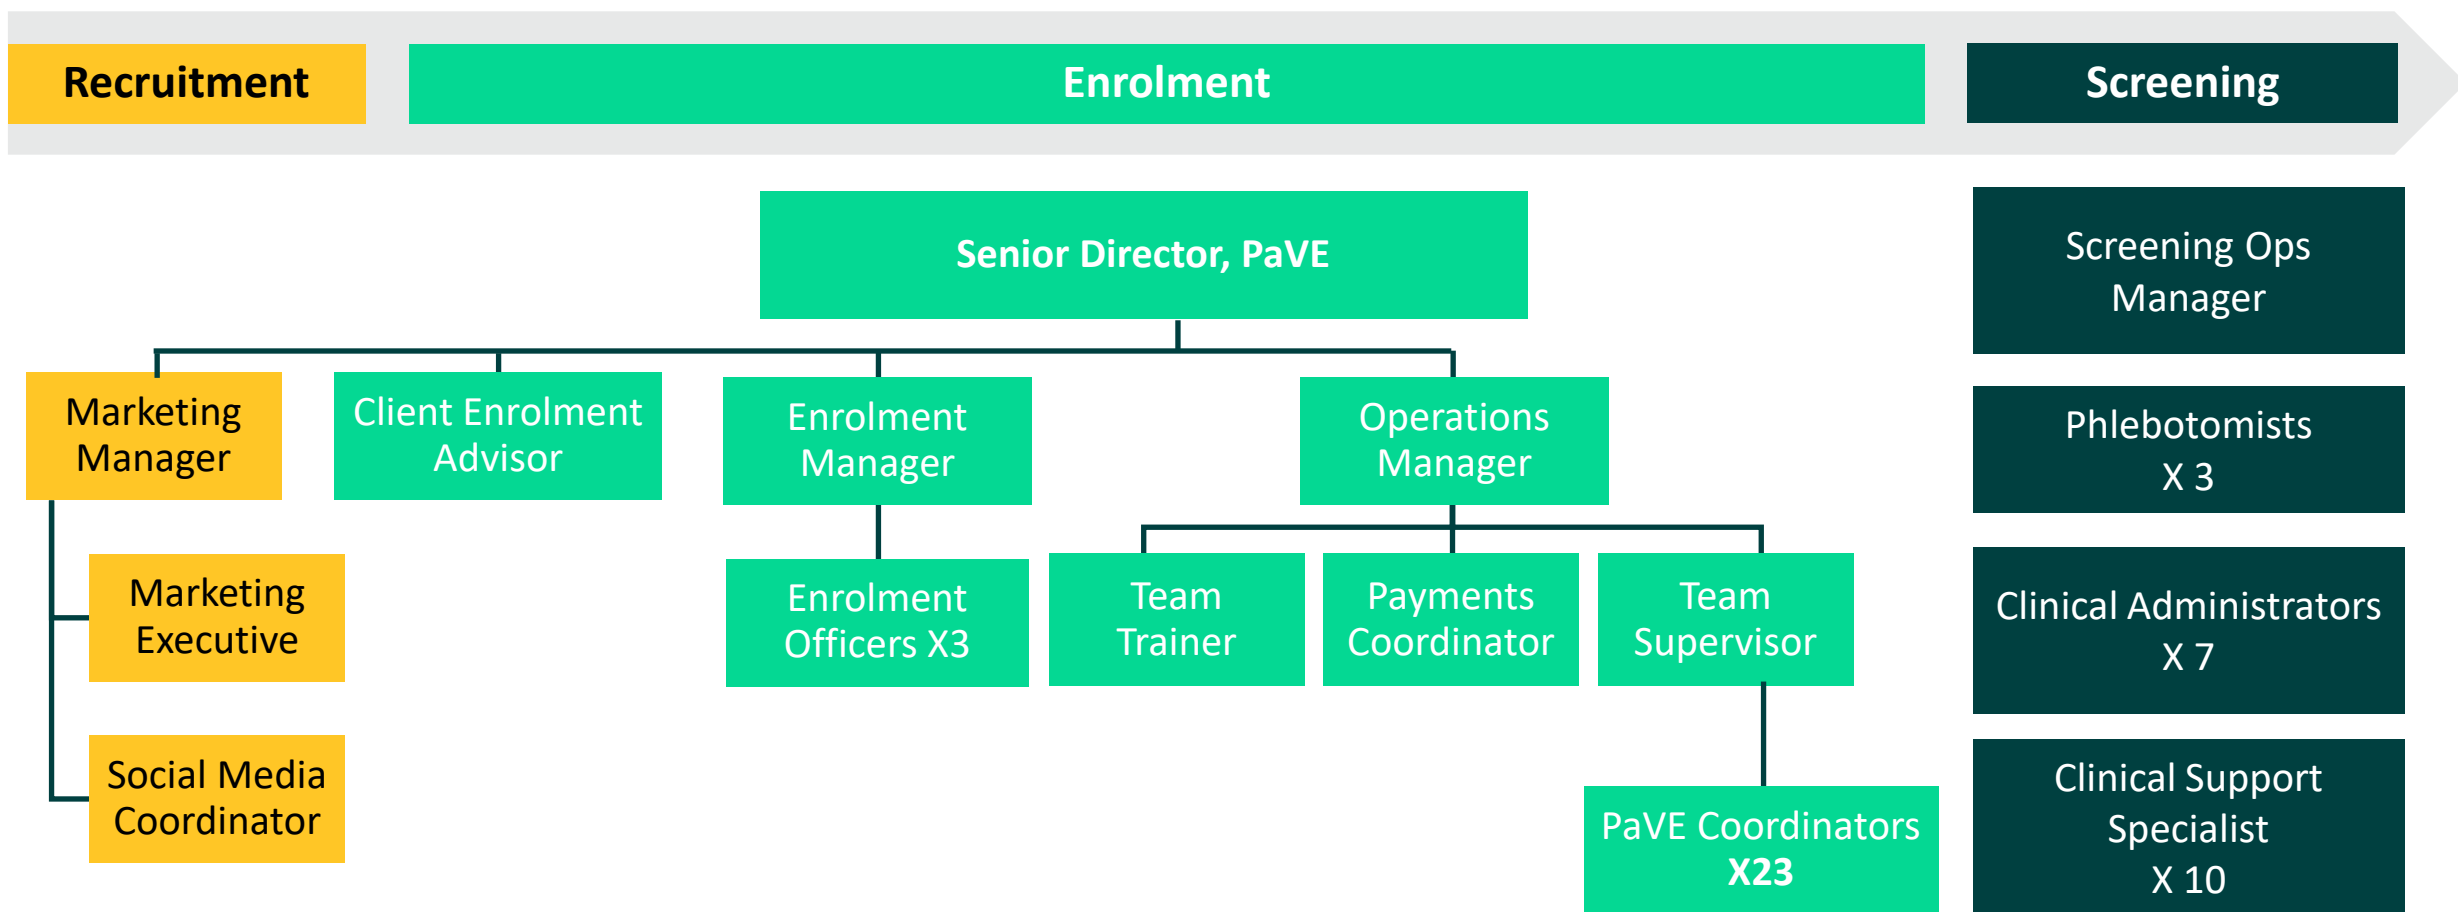 Recruitment
Enrolment
Screening
Senior Director, PaVE
Marketing
Manager
Client Enrolment
Advisor
Enrolment
Manager
Operations
Manager
Marketing
Executive
Social Media
Coordinator
Enrolment
Officers X3
Team
Trainer
Payments
Coordinator
Team
Supervisor
PaVE Coordinators
X23
Screening Ops
Manager
Phlebotomists
X 3
Clinical Administrators
X 7
Clinical Support
Specialist
X 10